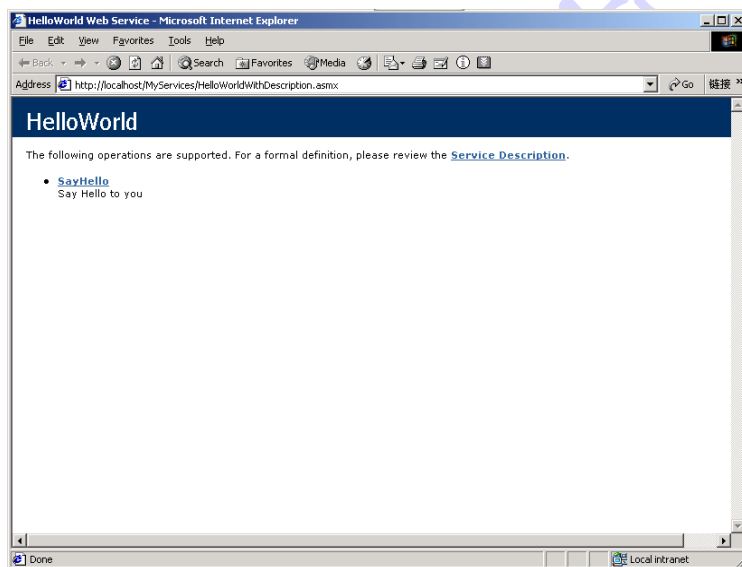 HelloWorld Web Service - Microsoft Internet Explorer
File Edit View Favorites Tools Help
Back Search Favorites Media
Address http://localhost/MyServices/HelloWorldWithDescription.asmx Go 链接 »
HelloWorld
The following operations are supported. For a formal definition, please review the Service Description.
• SayHello
Say Hello to you
Done Local intranet